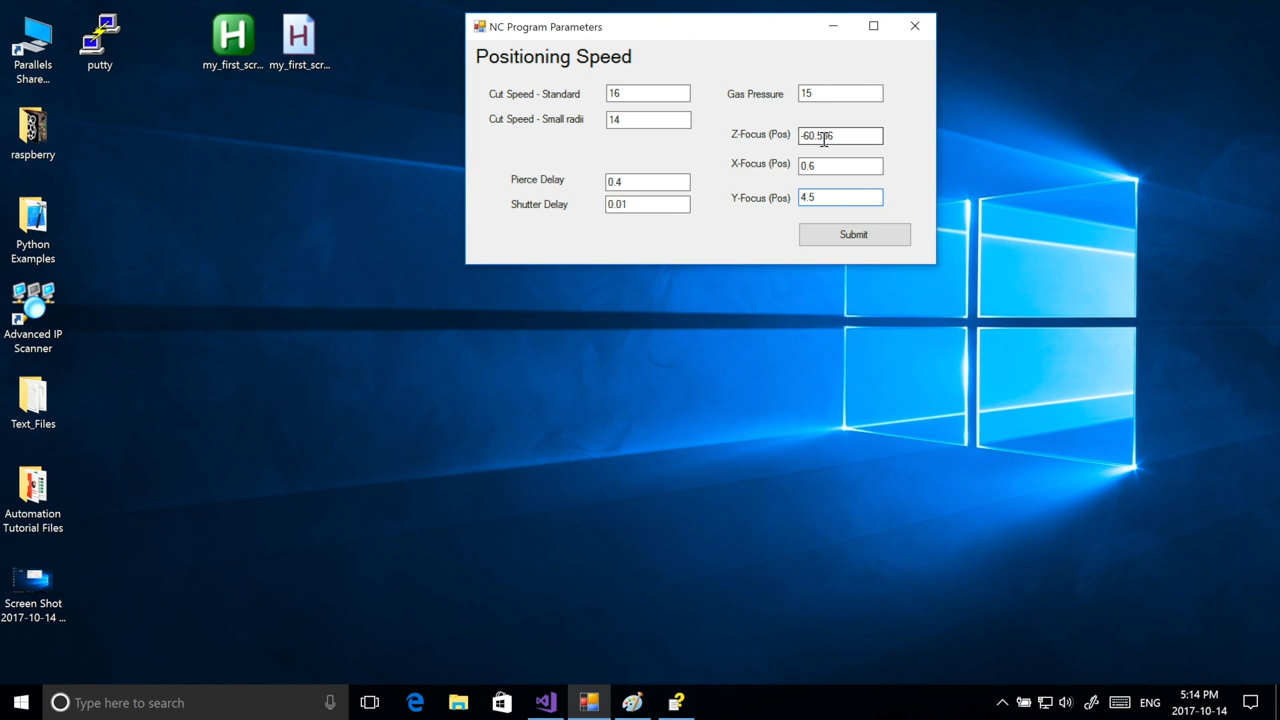 Parallels
Share...
putty
my_first_scr...
my_first_scr...
raspberry
Python
Examples
Advanced IP
Scanner
Text_Files
Automation
Tutorial Files
Screen Shot
2017-10-14 ...
NC Program Parameters
Positioning Speed
Cut Speed - Standard
16
Gas Pressure
15
Cut Speed - Small radii
14
Z-Focus (Pos)
X-Focus (Pos)
0.6
Pierce Delay
0.4
Shutter Delay
0.01
Y-Focus (Pos)
4.5
Submit
Type here to search
ENG
5:14 PM
2017-10-14